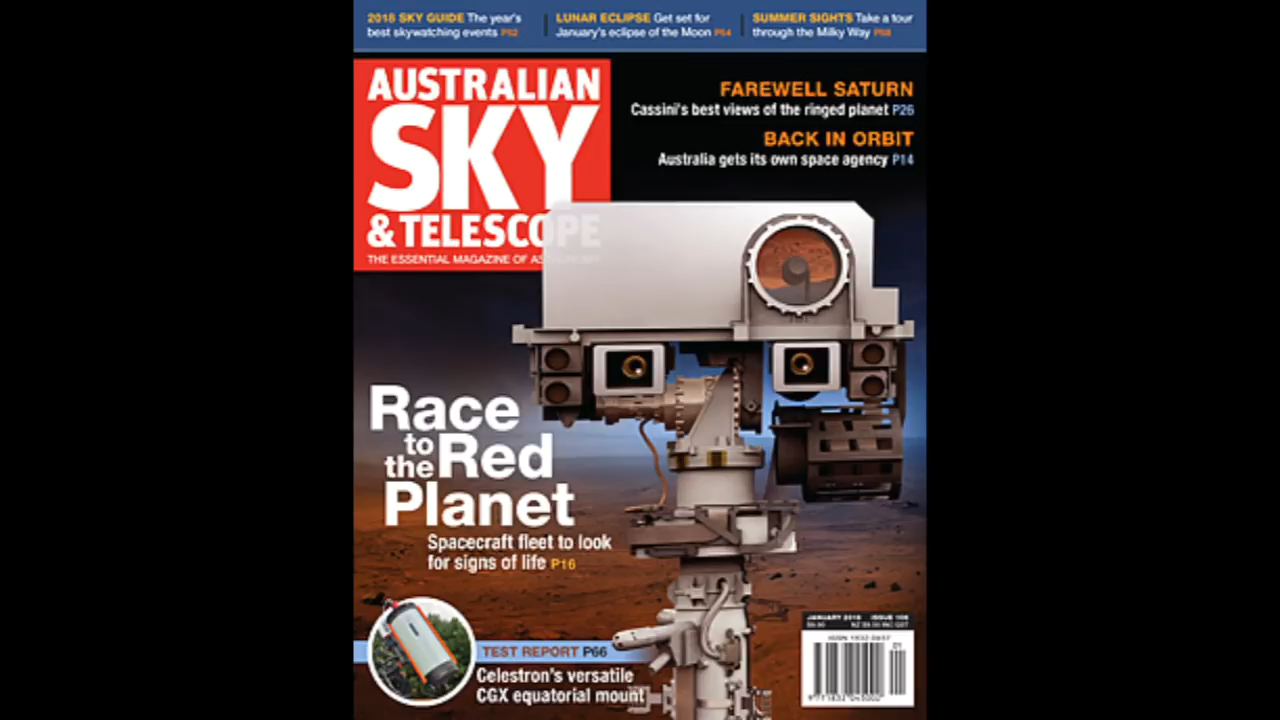 2018 SKY GUIDE The year's
best skywatching events P52
LUNAR ECLIPSE Get set for
January's eclipse of the Moon P54
SUMMER SIGHTS Take a tour
through the Milky Way P58
AUSTRALIAN
SKY
& TELESCOPE
THE ESSENTIAL MAGAZINE OF ASTRONOMY
FAREWELL SATURN
Cassini's best views of the ringed planet P26
BACK IN ORBIT
Australia gets its own space agency P14
Race
to
the Red
Planet
Spacecraft fleet to look
for signs of life P16
TEST REPORT P66
Celestron's versatile
CGX equatorial mount
JANUARY 2018 ISSUE